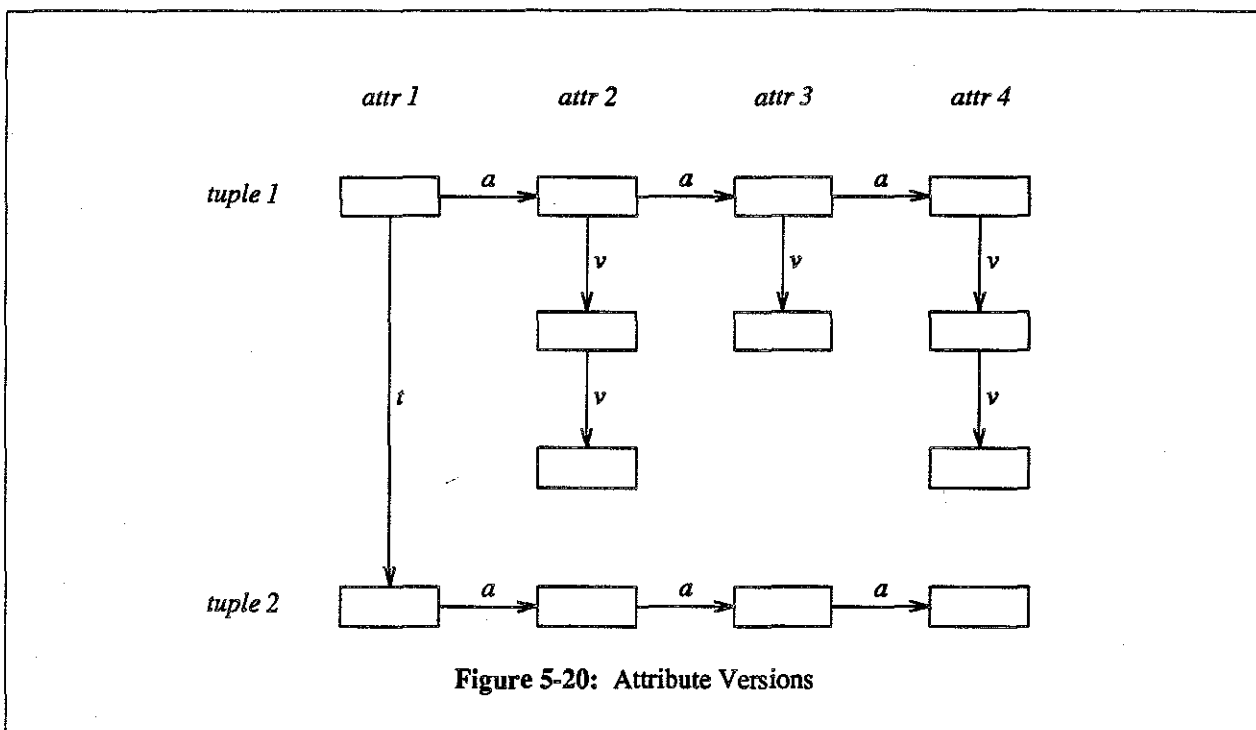 attr 1 attr 2 attr 3 attr 4
tuple 1 a a a
v v v
t v v
tuple 2 a a a
Figure 5-20: Attribute Versions